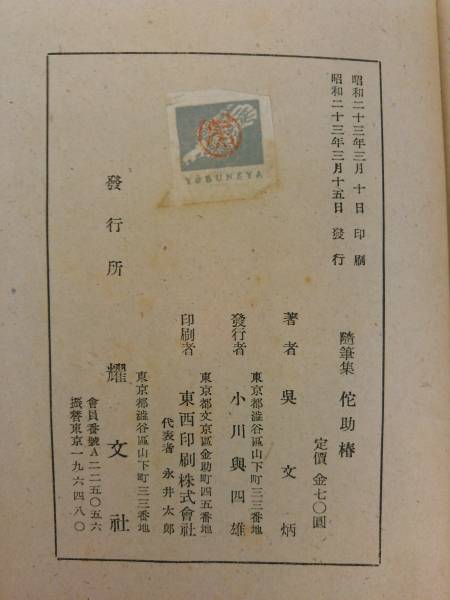 昭和二十三年三月十日印刷
昭和二十三年三月十五日發行
隨筆集 侘助椿
定價 金七〇圓
著者 吳文炳
東京都澁谷區山下町三三番地
發行者 小川與四雄
東京都文京區金助町四五番地
印刷者 東西印刷株式會社
代表者 永井太郎
東京都澁谷區山下町三三番地
發行所 耀文社
會員番號A二二五〇五六
振替東京一九六四八〇
YOBUNSYA